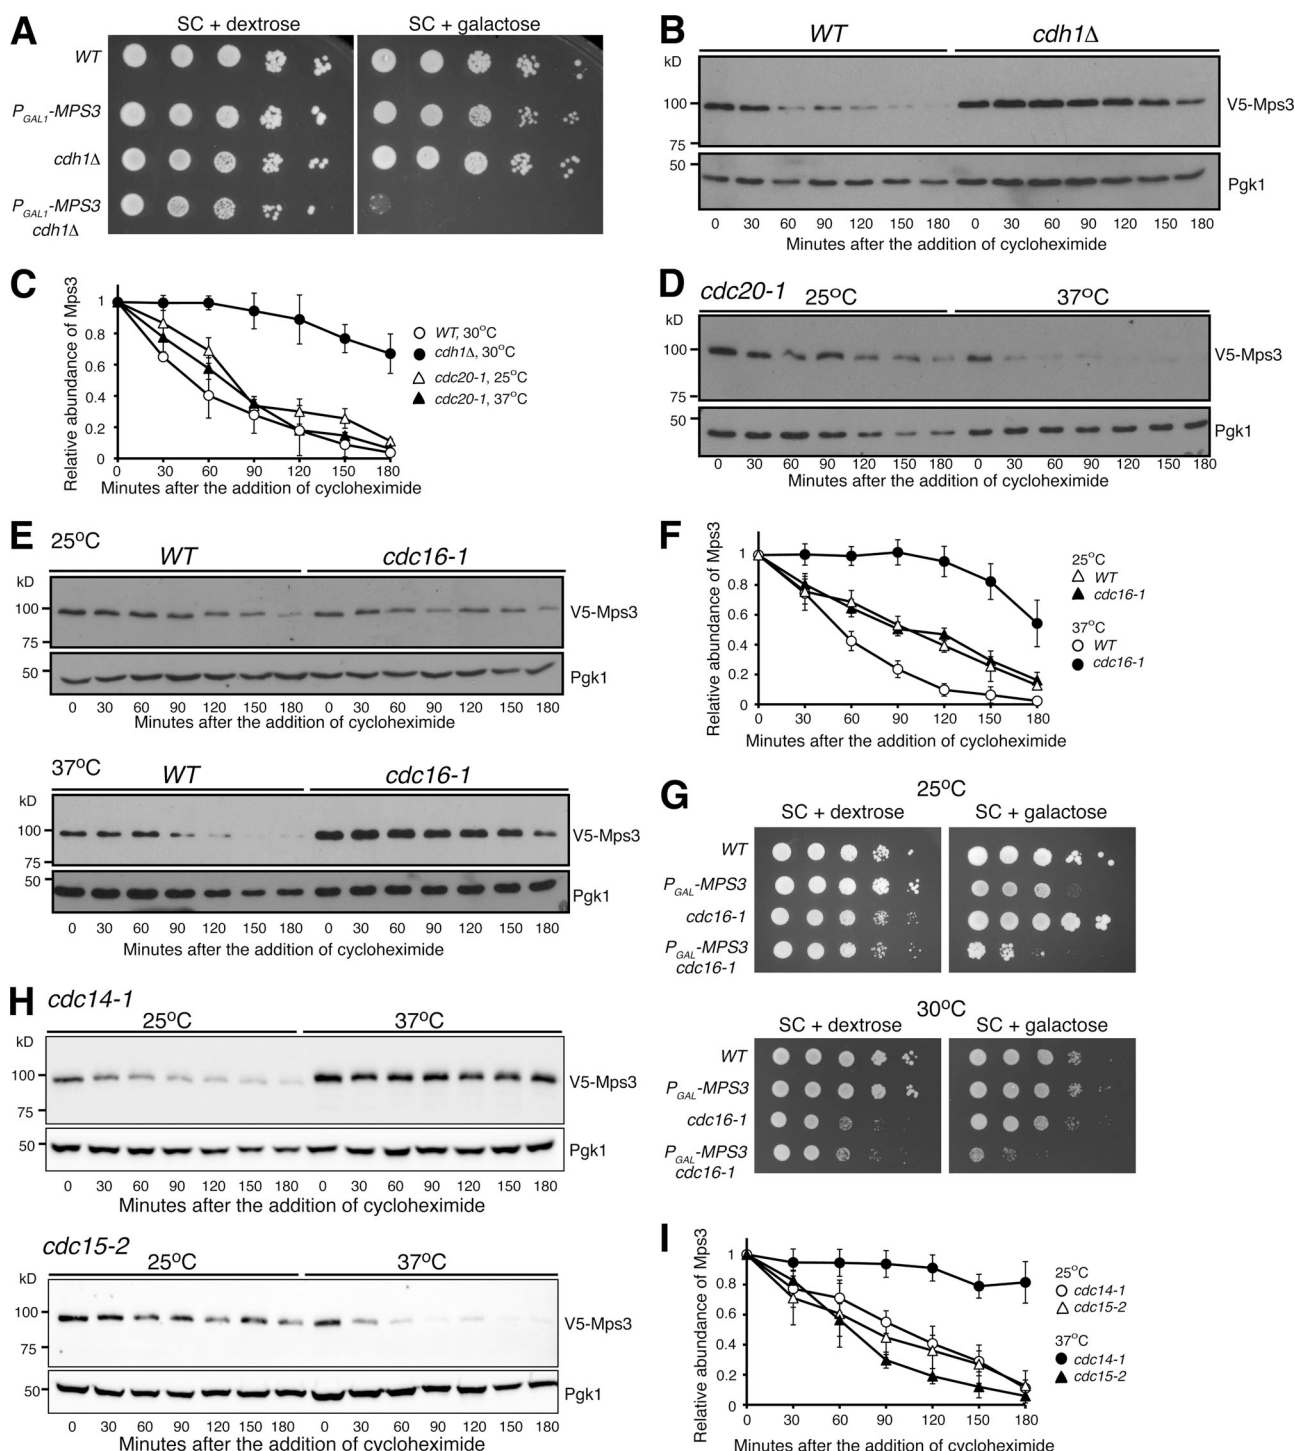 A
SC + dextrose
SC + galactose
WT
PGAL1-MPS3
cdh1Δ
PGAL1-MPS3
cdh1Δ
B
WT
cdh1Δ
kD
100
V5-Mps3
75
50
Pgk1
0 30 60 90 120 150 180 0 30 60 90 120 150 180
Minutes after the addition of cycloheximide
C
Relative abundance of Mps3
1
0.8
0.6
0.4
0.2
0
0 30 60 90 120 150 180
Minutes after the addition of cycloheximide
WT, 30°C
cdh1Δ, 30°C
cdc20-1, 25°C
cdc20-1, 37°C
D
cdc20-1
25°C
37°C
kD
100
V5-Mps3
75
50
Pgk1
0 30 60 90 120 150 180 0 30 60 90 120 150 180
Minutes after the addition of cycloheximide
E
25°C
WT
cdc16-1
kD
100
V5-Mps3
75
50
Pgk1
0 30 60 90 120 150 180 0 30 60 90 120 150 180
Minutes after the addition of cycloheximide
37°C
WT
cdc16-1
kD
100
V5-Mps3
75
50
Pgk1
0 30 60 90 120 150 180 0 30 60 90 120 150 180
Minutes after the addition of cycloheximide
F
Relative abundance of Mps3
1
0.8
0.6
0.4
0.2
0
0 30 60 90 120 150 180
Minutes after the addition of cycloheximide
25°C
WT
cdc16-1
37°C
WT
cdc16-1
G
25°C
SC + dextrose
SC + galactose
WT
PGAL-MPS3
cdc16-1
PGAL-MPS3
cdc16-1
30°C
SC + dextrose
SC + galactose
WT
PGAL-MPS3
cdc16-1
PGAL-MPS3
cdc16-1
H
cdc14-1
25°C
37°C
kD
100
V5-Mps3
75
50
Pgk1
0 30 60 90 120 150 180 0 30 60 90 120 150 180
Minutes after the addition of cycloheximide
cdc15-2
25°C
37°C
kD
100
V5-Mps3
75
50
Pgk1
0 30 60 90 120 150 180 0 30 60 90 120 150 180
Minutes after the addition of cycloheximide
I
Relative abundance of Mps3
1
0.8
0.6
0.4
0.2
0
0 30 60 90 120 150 180
Minutes after the addition of cycloheximide
25°C
cdc14-1
cdc15-2
37°C
cdc14-1
cdc15-2